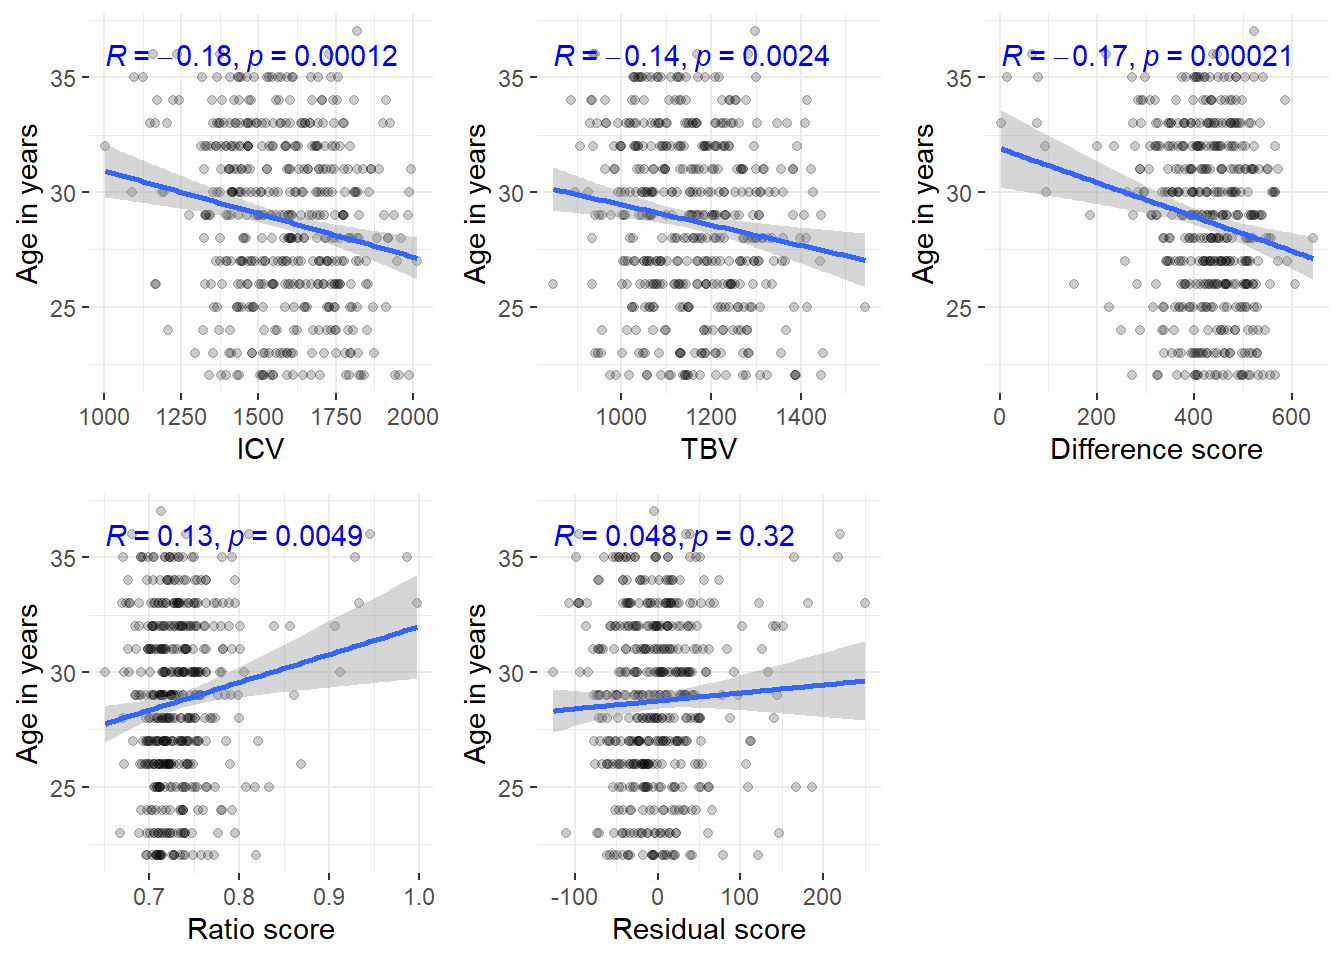 R = −0.18, p = 0.00012
35
30
25
Age in years
1000 1250 1500 1750 2000
ICV
R = −0.14, p = 0.0024
35
30
25
Age in years
1000 1200 1400
TBV
R = −0.17, p = 0.00021
35
30
25
Age in years
0 200 400 600
Difference score
R = 0.13, p = 0.0049
35
30
25
Age in years
0.7 0.8 0.9 1.0
Ratio score
R = 0.048, p = 0.32
35
30
25
Age in years
-100 0 100 200
Residual score